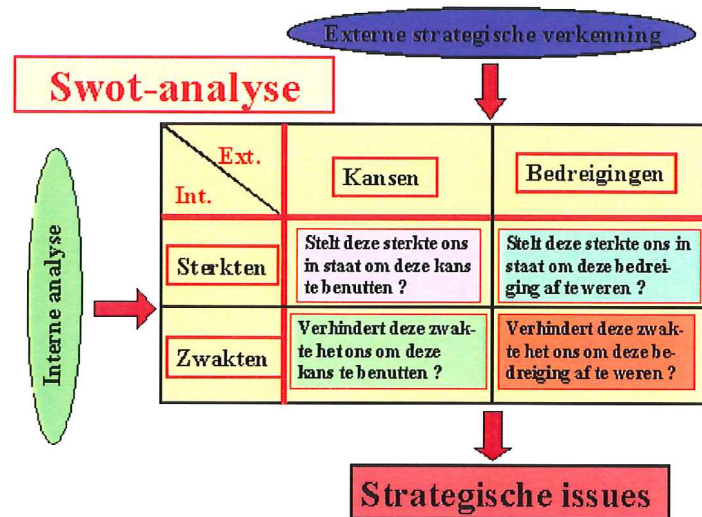 Externe strategische verkenning
Swot-analyse
Ext.
Int.
Kansen
Bedreigingen
Interne analyse
Sterkten
Stelt deze sterkte ons
in staat om deze kans
te benutten ?
Stelt deze sterkte ons in
staat om deze bedrei-
ging af te weren ?
Zwakten
Verhindert deze zwak-
te het ons om deze
kans te benutten ?
Verhindert deze zwak-
te het ons om deze be-
dreiging af te weren ?
Strategische issues